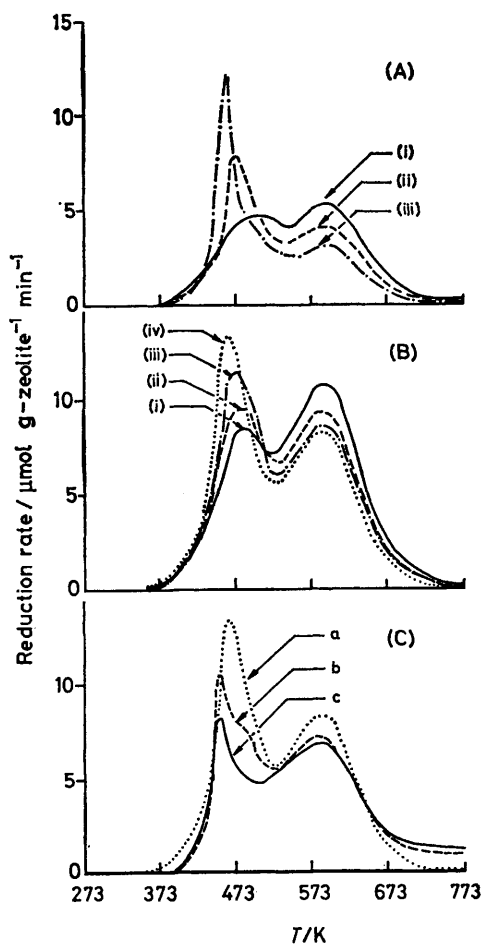 Reduction rate / μmol g-zeolite⁻¹ min⁻¹
15
10
5
0
(A)
(i)
(ii)
(iii)
10
5
0
(B)
(iv)
(iii)
(ii)
(i)
10
5
0
(C)
a
b
c
273 373 473 573 673 773
T/K